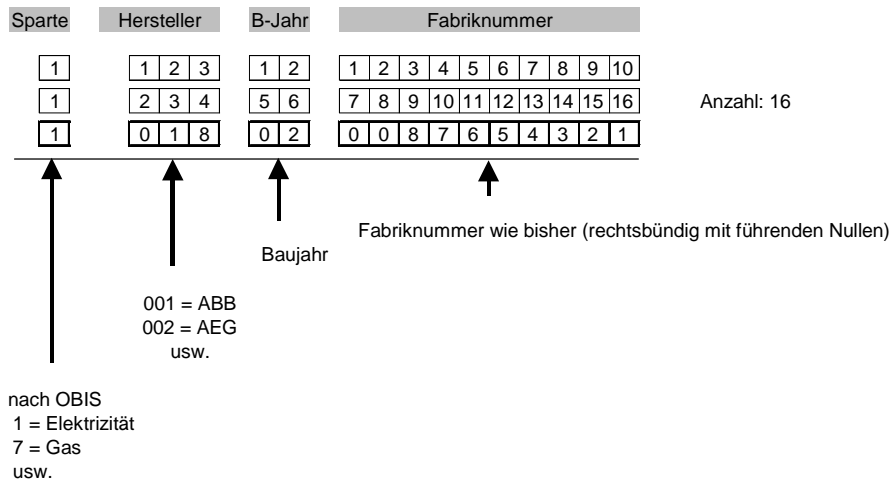 Sparte Hersteller B-Jahr Fabriknummer
1 1 2 3 1 2 1 2 3 4 5 6 7 8 9 10
1 2 3 4 5 6 7 8 9 10 11 12 13 14 15 16 Anzahl: 16
1 0 1 8 0 2 0 0 8 7 6 5 4 3 2 1
Fabriknummer wie bisher (rechtsbündig mit führenden Nullen)
Baujahr
001 = ABB
002 = AEG
usw.
nach OBIS
1 = Elektrizität
7 = Gas
usw.